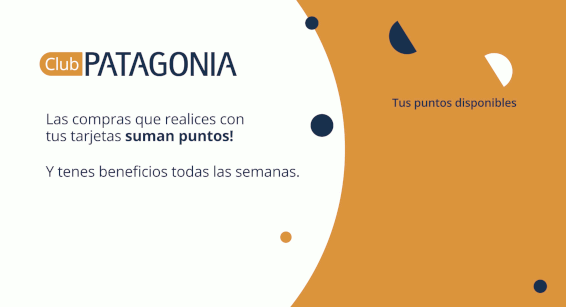 Club PATAGONIA
Las compras que realices con
tus tarjetas suman puntos!
Y tenes beneficios todas las semanas.
Tus puntos disponibles